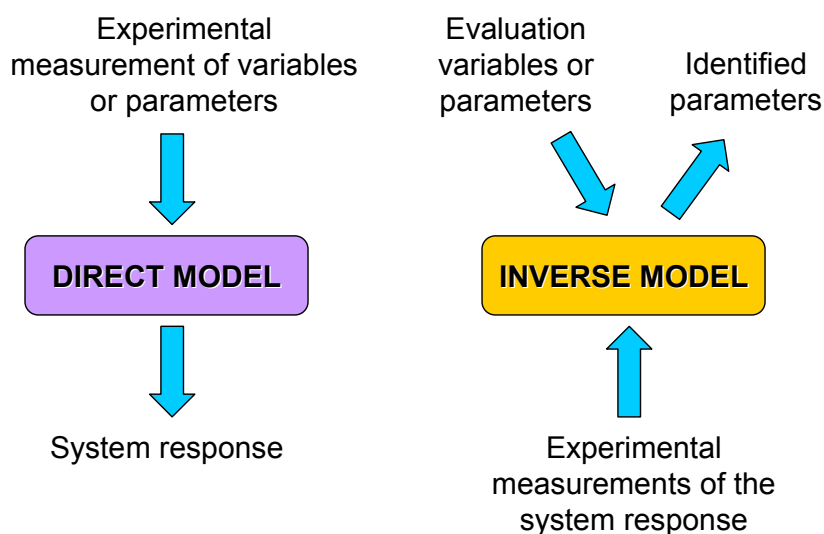 Experimental
measurement of variables
or parameters
DIRECT MODEL
System response
Evaluation
variables or
parameters
Identified
parameters
INVERSE MODEL
Experimental
measurements of the
system response